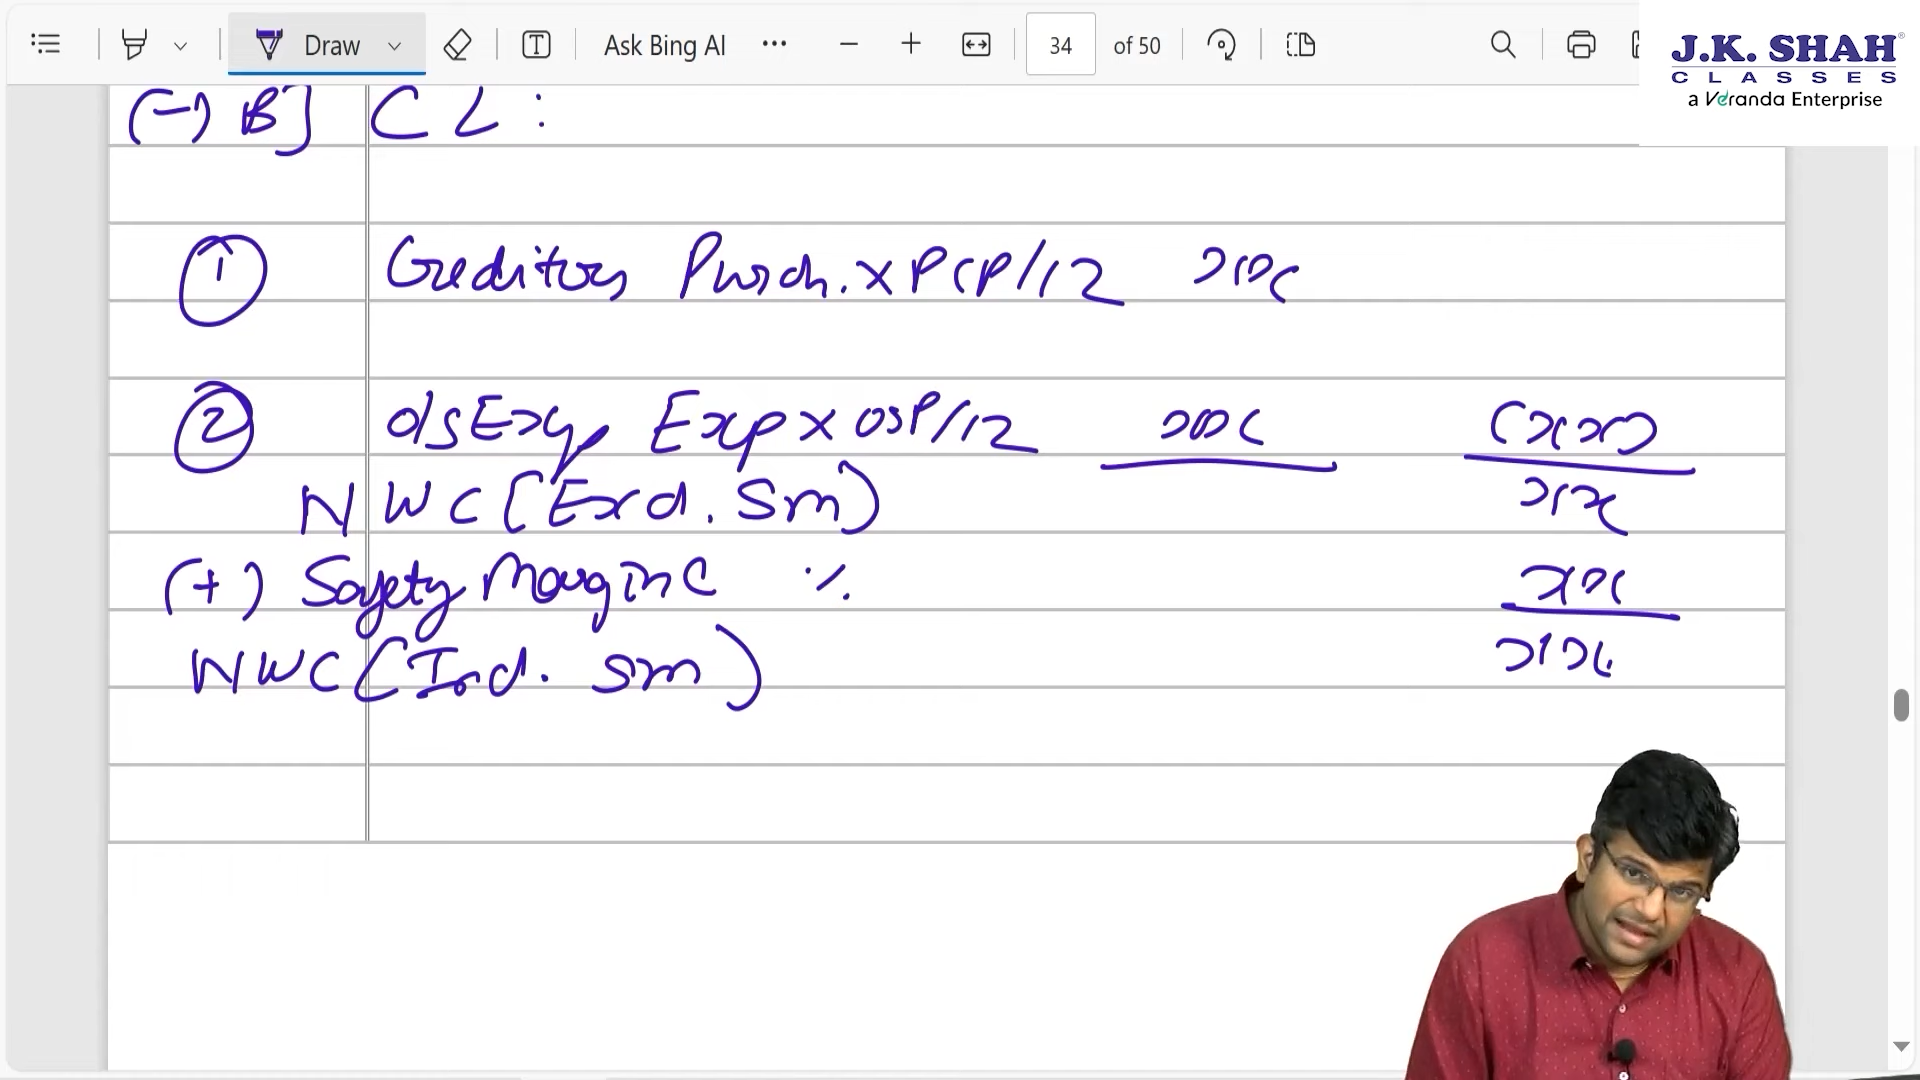 Draw
Ask Bing AI
34 of 50
J.K. SHAH®
CLASSES
a Veranda Enterprise
(-) B] CL :
1 Creditors Purch. x PCP/12 xxx
2 O/s Exp Exp x OSP/12 xxx (xxx)
NWC (Excl. Sm) xxx
(+) Safety Margin @ % xxx
NWC (Incl. Sm) xxx